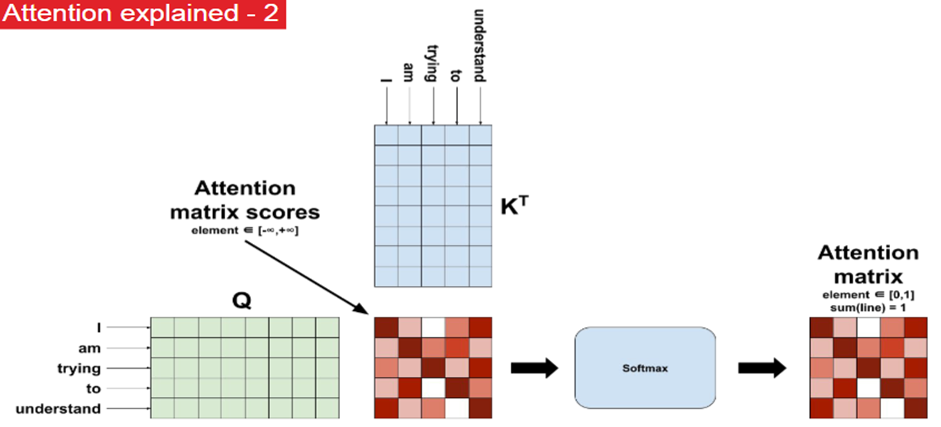 Attention explained - 2
I
am
trying
to
understand
K^T
Attention
matrix scores
element ∈ [-∞,+∞]
Q
I
am
trying
to
understand
Softmax
Attention
matrix
element ∈ [0,1]
sum(line) = 1